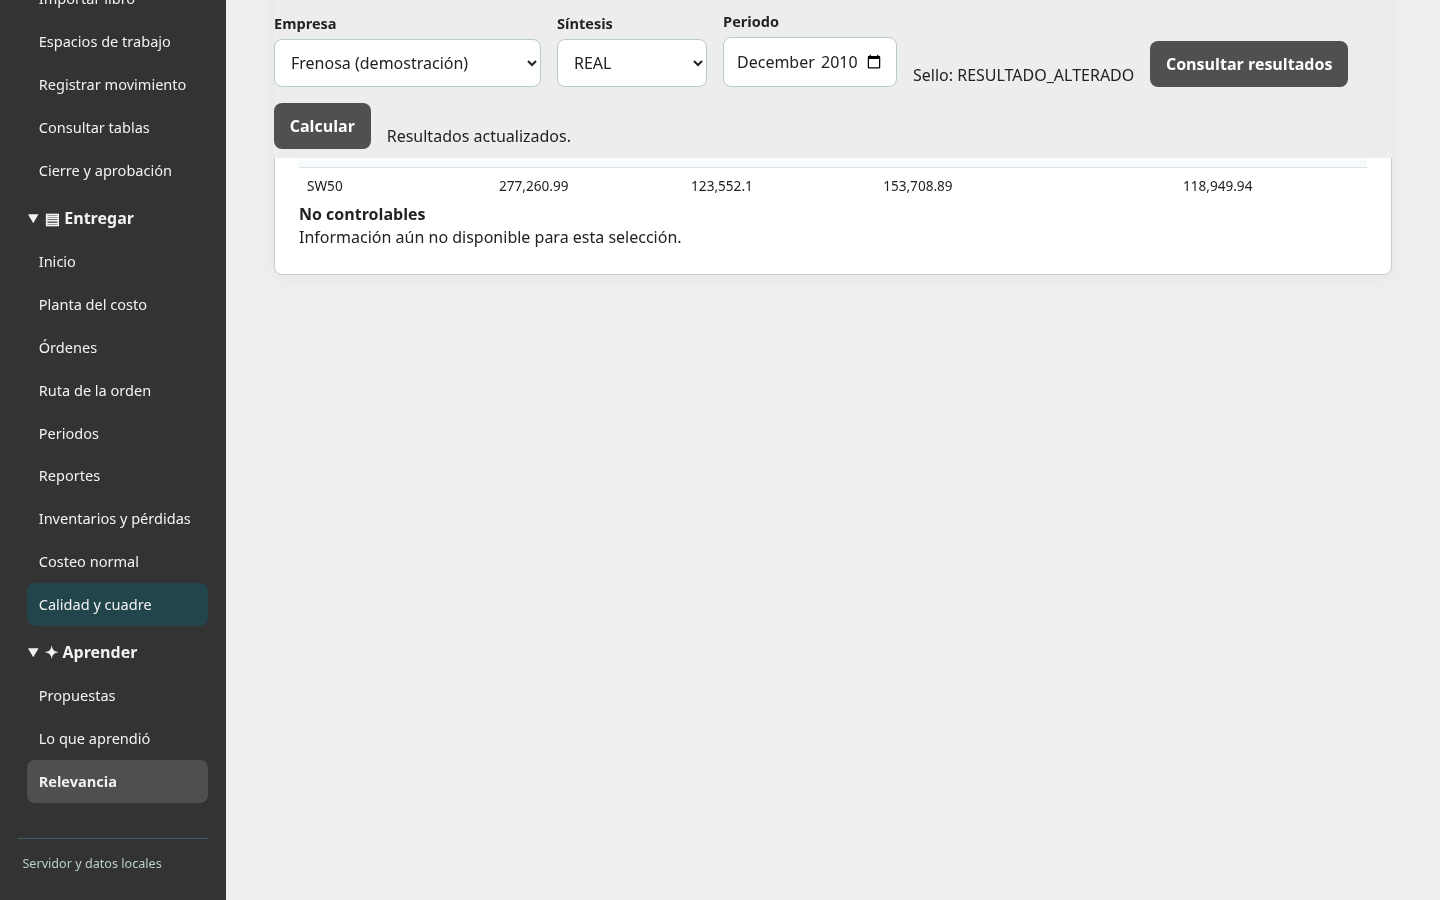 Importar libro
Espacios de trabajo
Registrar movimiento
Consultar tablas
Cierre y aprobación
▼ ▤ Entregar
Inicio
Planta del costo
Órdenes
Ruta de la orden
Periodos
Reportes
Inventarios y pérdidas
Costeo normal
Calidad y cuadre
▼ ✦ Aprender
Propuestas
Lo que aprendió
Relevancia
Servidor y datos locales
Empresa Síntesis Periodo
Frenosa (demostración) REAL December 2010 Sello: RESULTADO_ALTERADO Consultar resultados
Calcular Resultados actualizados.
SW50 277,260.99 123,552.1 153,708.89 118,949.94
No controlables
Información aún no disponible para esta selección.